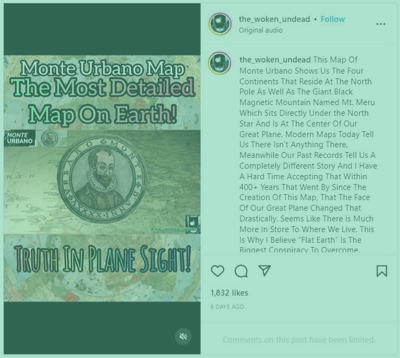 Monte Urbano Map
The Most Detailed
Map On Earth!
MONTE
URBANO
TRUTH IN PLANE SIGHT!
the_woken_undead • Follow
Original audio
the_woken_undead This Map Of
Monte Urbano Shows Us The Four
Continents That Reside At The North
Pole As Well As The Giant Black
Magnetic Mountain Named Mt. Meru
Which Sits Directly Under the North
Star And Is At The Center Of Our
Great Plane. Modern Maps Today Tell
Us There Isn't Anything There,
Meanwhile Our Past Records Tell Us A
Completely Different Story And I Have
A Hard Time Accepting That Within
400+ Years That Went By Since The
Creation Of This Map, That The Face
Of Our Great Plane Changed That
Drastically. Seems Like There Is Much
More In Store To Where We Live. This
Is Why I Believe "Flat Earth" IS The
Biggest Conspiracy To Overcome.
1,832 likes
6 DAYS AGO
Comments on this post have been limited.